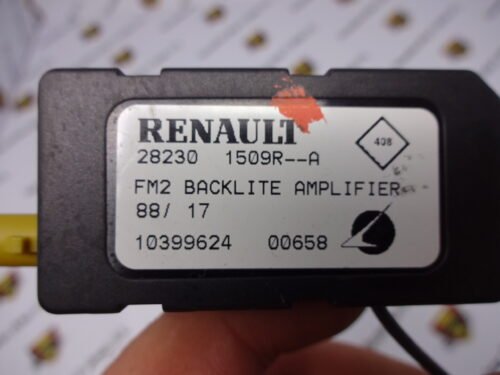 RENAULT
408
28230 1509R--A
FM2 BACKLITE AMPLIFIER
88/ 17
10399624 00658